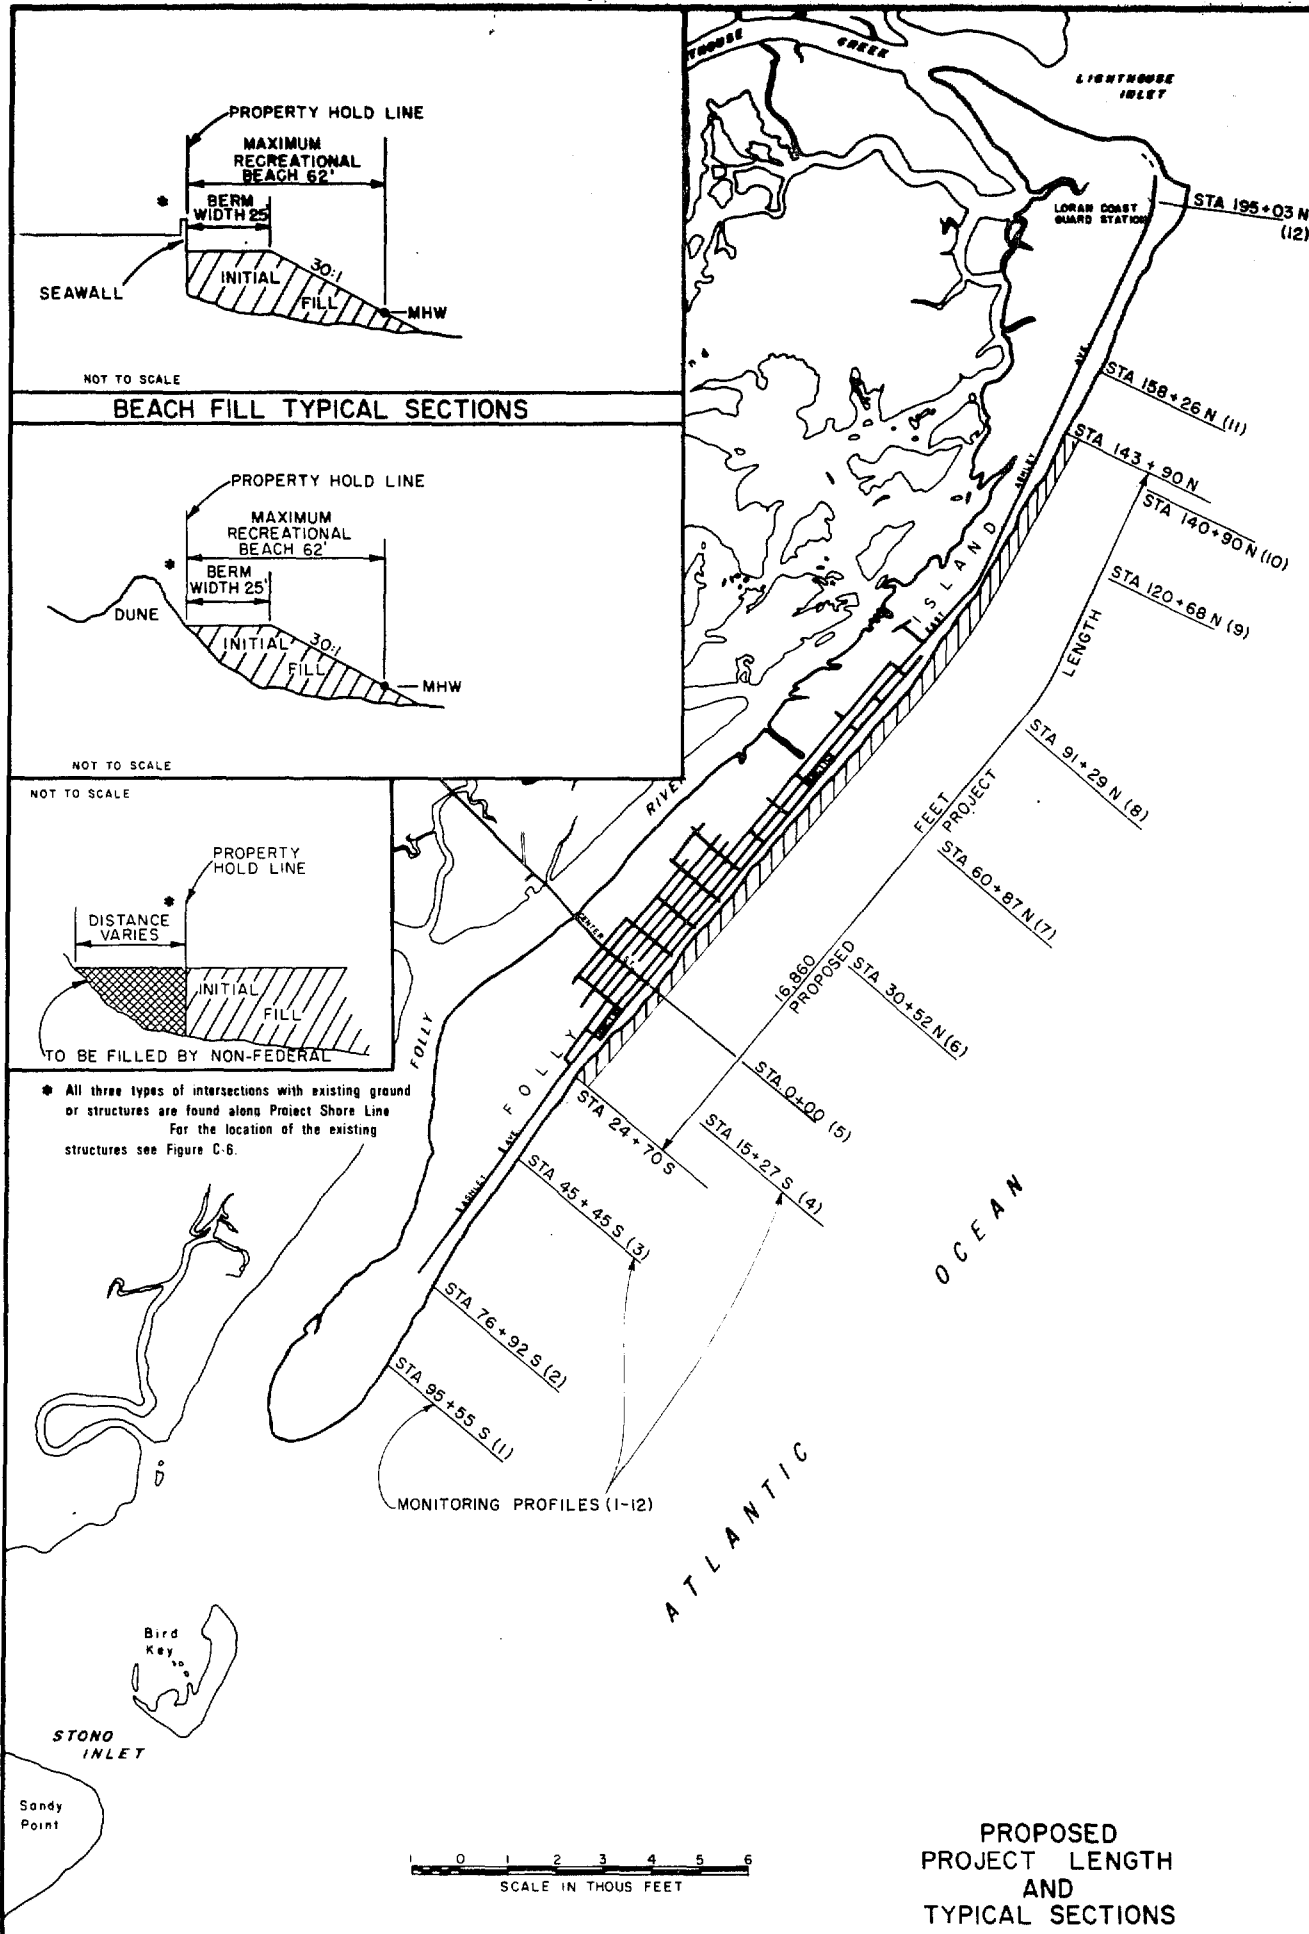 PROPERTY HOLD LINE
MAXIMUM
RECREATIONAL
BEACH 62'
*
BERM
WIDTH 25'
SEAWALL
INITIAL
FILL
30:1
MHW
NOT TO SCALE
BEACH FILL TYPICAL SECTIONS
PROPERTY HOLD LINE
MAXIMUM
RECREATIONAL
BEACH 62'
*
BERM
WIDTH 25'
DUNE
INITIAL
FILL
30:1
MHW
NOT TO SCALE
NOT TO SCALE
PROPERTY
HOLD LINE
*
DISTANCE
VARIES
INITIAL
FILL
TO BE FILLED BY NON-FEDERAL
* All three types of intersections with existing ground
or structures are found along Project Shore Line
For the location of the existing
structures see Figure C-6.
CREEK
LIGHTHOUSE
INLET
LORAN COAST
GUARD STATION
STA 195+03 N
(12)
STA 158+26 N (11)
STA 143+90 N
STA 140+90 N (10)
STA 120+68 N (9)
STA 91+29 N (8)
STA 60+87 N (7)
STA 30+52 N (6)
STA 0+00 (5)
STA 15+27 S (4)
STA 24+70 S
STA 45+45 S (3)
STA 76+92 S (2)
STA 95+55 S (1)
16,860 FEET
PROPOSED PROJECT LENGTH
EAST ASHLEY AVE.
FOLLY ISLAND
FOLLY RIVER
CENTER ST.
ASHLEY AVE.
MONITORING PROFILES (1-12)
ATLANTIC OCEAN
Bird
Key
STONO
INLET
Sandy
Point
1 0 1 2 3 4 5 6
SCALE IN THOUS FEET
PROPOSED
PROJECT LENGTH
AND
TYPICAL SECTIONS